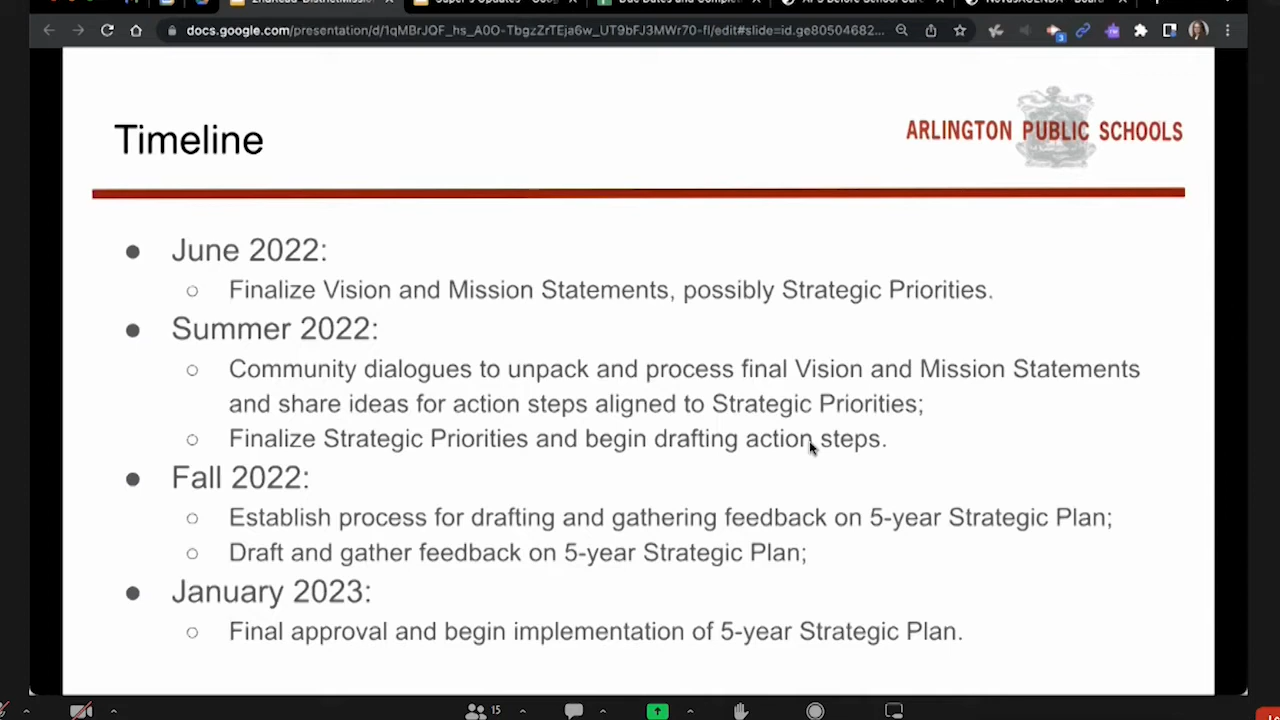 docs.google.com/presentation/d/1qMBrJQF_hs_A0O-TbgzZrTEja6w_UT9bFJ3MWr70-fI/edit#slide=id.ge80504682...
3
Timeline
ARLINGTON PUBLIC SCHOOLS
● June 2022:
○ Finalize Vision and Mission Statements, possibly Strategic Priorities.
● Summer 2022:
○ Community dialogues to unpack and process final Vision and Mission Statements
and share ideas for action steps aligned to Strategic Priorities;
○ Finalize Strategic Priorities and begin drafting action steps.
● Fall 2022:
○ Establish process for drafting and gathering feedback on 5-year Strategic Plan;
○ Draft and gather feedback on 5-year Strategic Plan;
● January 2023:
○ Final approval and begin implementation of 5-year Strategic Plan.
15